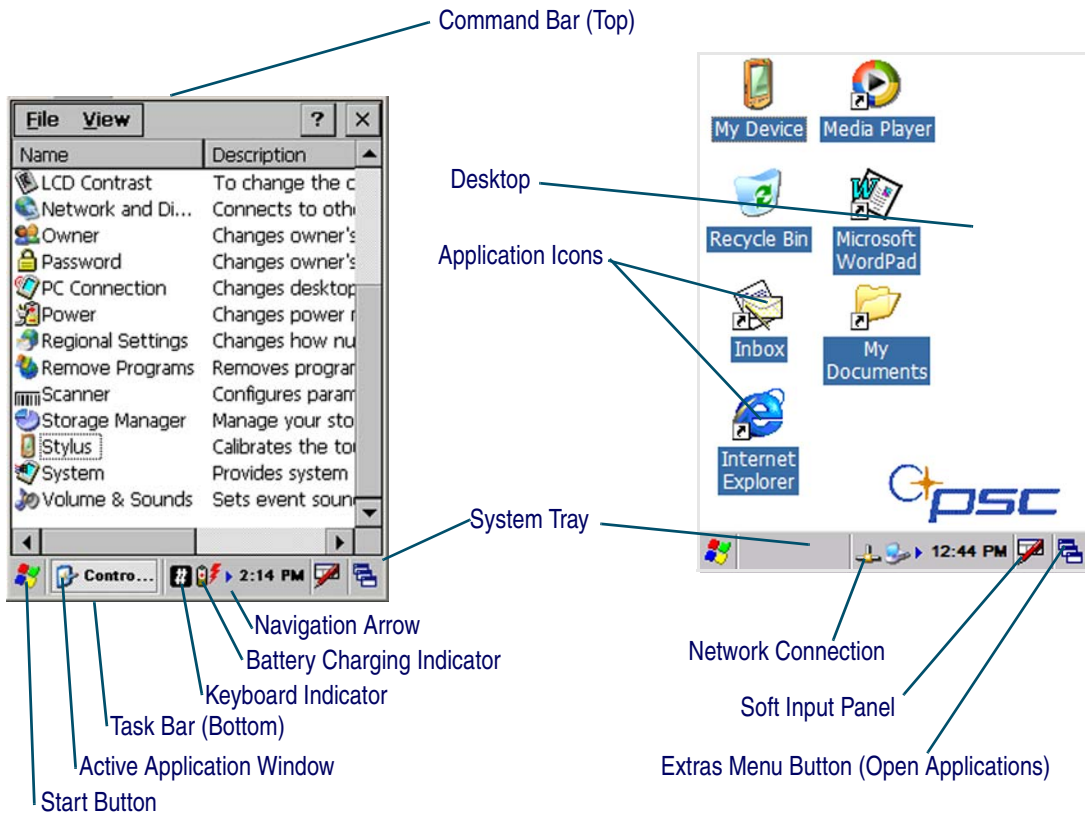 Command Bar (Top)
File View ? ×
Name Description
LCD Contrast To change the c
Network and Di... Connects to oth
Owner Changes owner's
Password Changes owner's
PC Connection Changes desktop
Power Changes power r
Regional Settings Changes how nu
Remove Programs Removes program
Scanner Configures param
Storage Manager Manage your sto
Stylus Calibrates the to
System Provides system
Volume & Sounds Sets event soun
Contro... # 2:14 PM
My Device Media Player
Recycle Bin Microsoft
WordPad
Inbox My
Documents
Internet
Explorer
psc
12:44 PM
Desktop
Application Icons
System Tray
Navigation Arrow
Battery Charging Indicator
Keyboard Indicator
Task Bar (Bottom)
Active Application Window
Start Button
Network Connection
Soft Input Panel
Extras Menu Button (Open Applications)